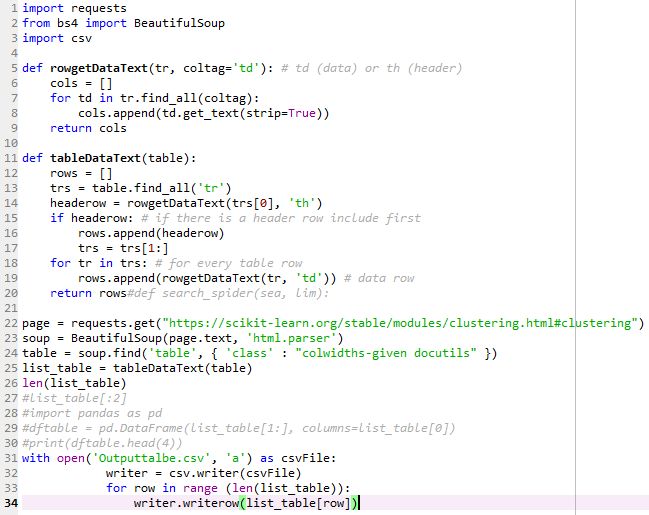 1 import requests
2 from bs4 import BeautifulSoup
3 import csv
4
5 def rowgetDataText(tr, coltag='td'): # td (data) or th (header)
6     cols = []
7     for td in tr.find_all(coltag):
8         cols.append(td.get_text(strip=True))
9     return cols
10
11 def tableDataText(table):
12     rows = []
13     trs = table.find_all('tr')
14     headerow = rowgetDataText(trs[0], 'th')
15     if headerow: # if there is a header row include first
16         rows.append(headerow)
17         trs = trs[1:]
18     for tr in trs: # for every table row
19         rows.append(rowgetDataText(tr, 'td')) # data row
20     return rows#def search_spider(sea, lim):
21
22 page = requests.get("https://scikit-learn.org/stable/modules/clustering.html#clustering")
23 soup = BeautifulSoup(page.text, 'html.parser')
24 table = soup.find('table', { 'class' : "colwidths-given docutils" })
25 list_table = tableDataText(table)
26 len(list_table)
27 #list_table[:2]
28 #import pandas as pd
29 #dftable = pd.DataFrame(list_table[1:], columns=list_table[0])
30 #print(dftable.head(4))
31 with open('Outputtalbe.csv', 'a') as csvFile:
32             writer = csv.writer(csvFile)
33             for row in range (len(list_table)):
34                 writer.writerow(list_table[row])